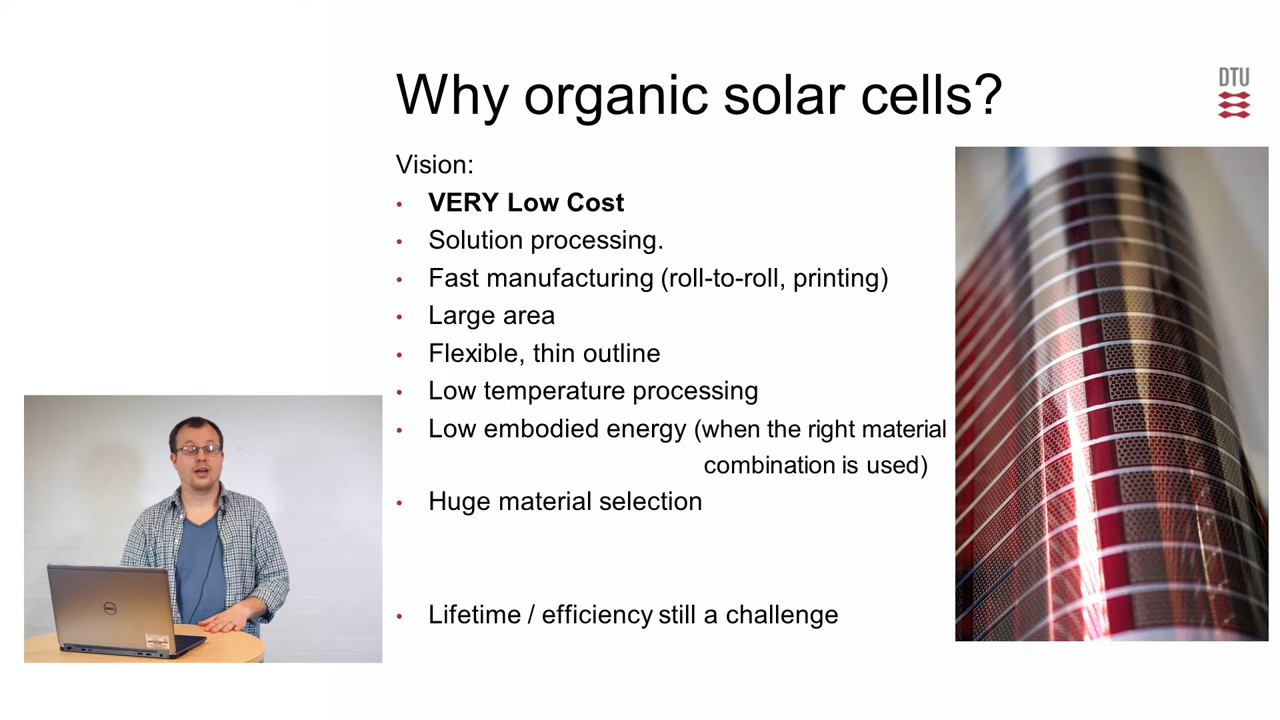 Why organic solar cells?
DTU
Vision:
• VERY Low Cost
• Solution processing.
• Fast manufacturing (roll-to-roll, printing)
• Large area
• Flexible, thin outline
• Low temperature processing
• Low embodied energy (when the right material
combination is used)
• Huge material selection
• Lifetime / efficiency still a challenge
DELL